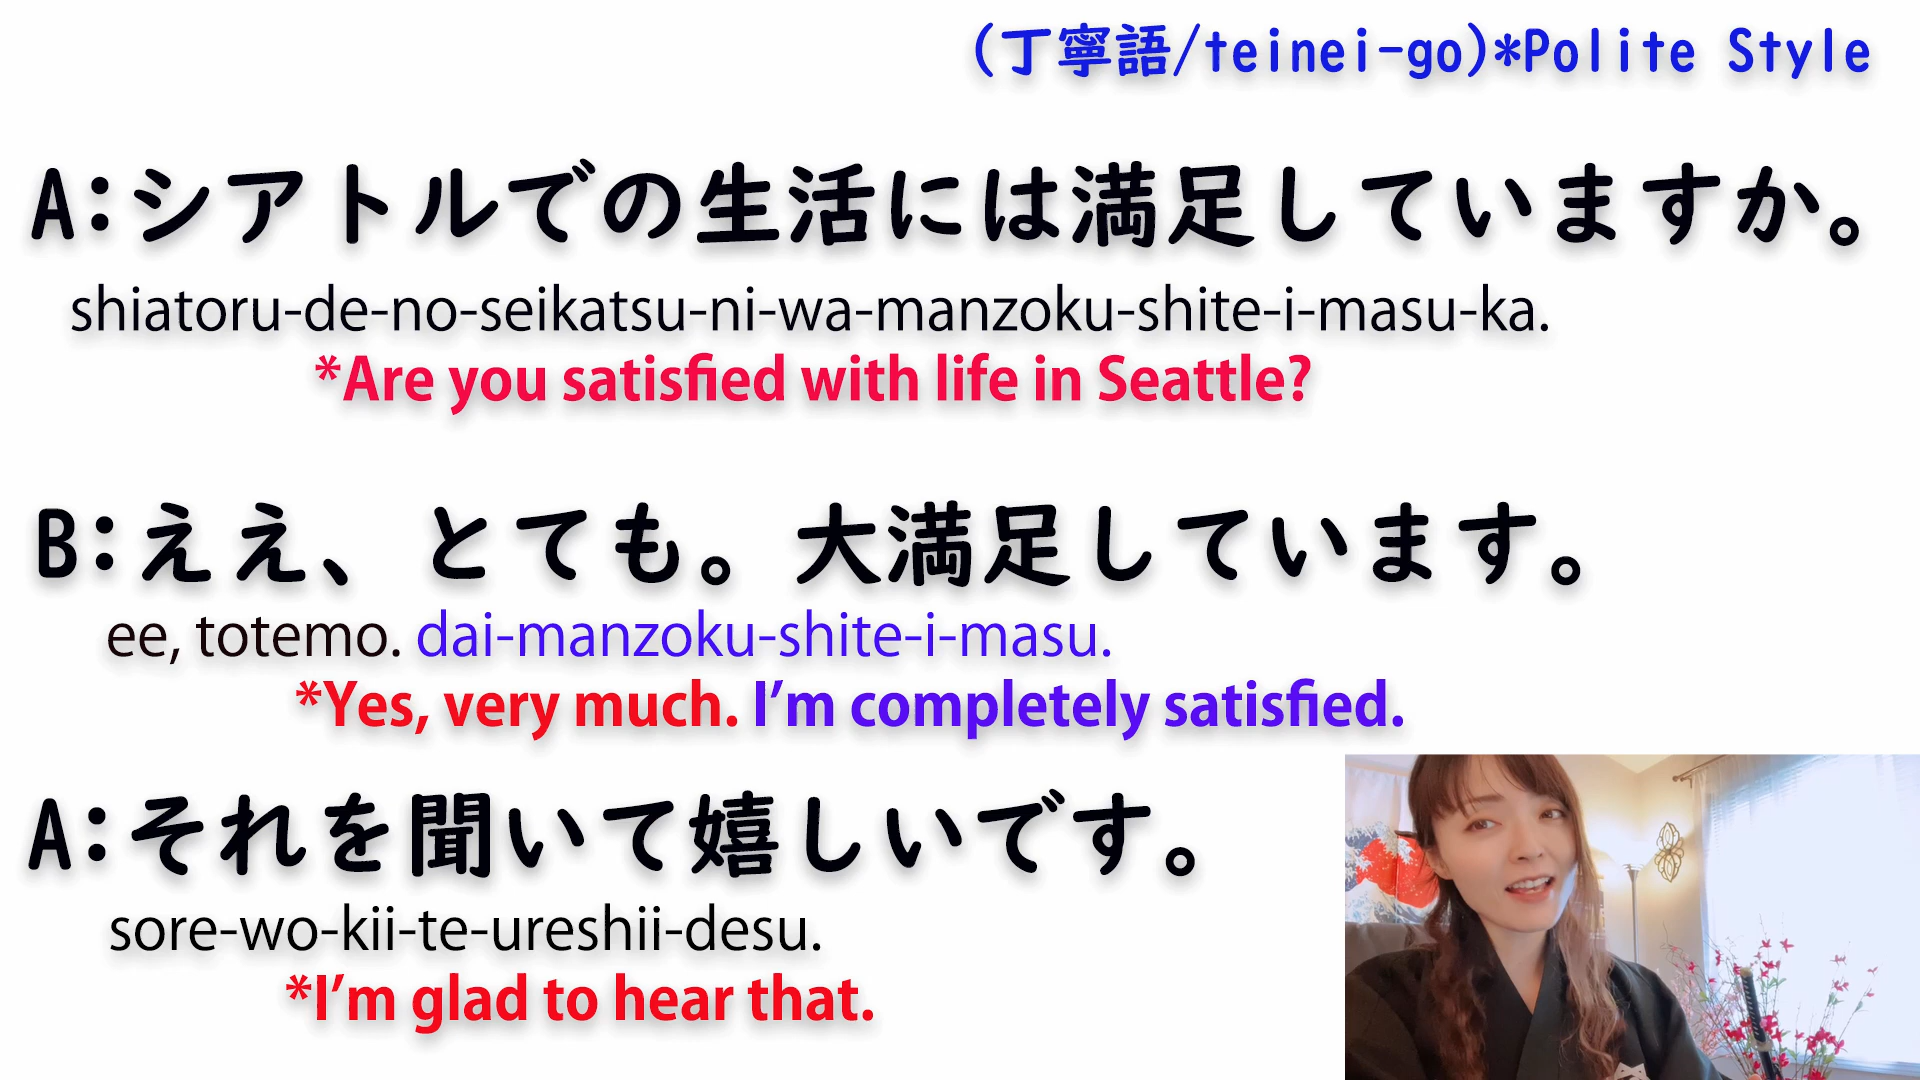 (丁寧語/teinei-go)*Polite Style
A:シアトルでの生活には満足していますか。
shiatoru-de-no-seikatsu-ni-wa-manzoku-shite-i-masu-ka.
*Are you satisfied with life in Seattle?
B:ええ、とても。大満足しています。
ee, totemo. dai-manzoku-shite-i-masu.
*Yes, very much. I’m completely satisfied.
A:それを聞いて嬉しいです。
sore-wo-kii-te-ureshii-desu.
*I’m glad to hear that.